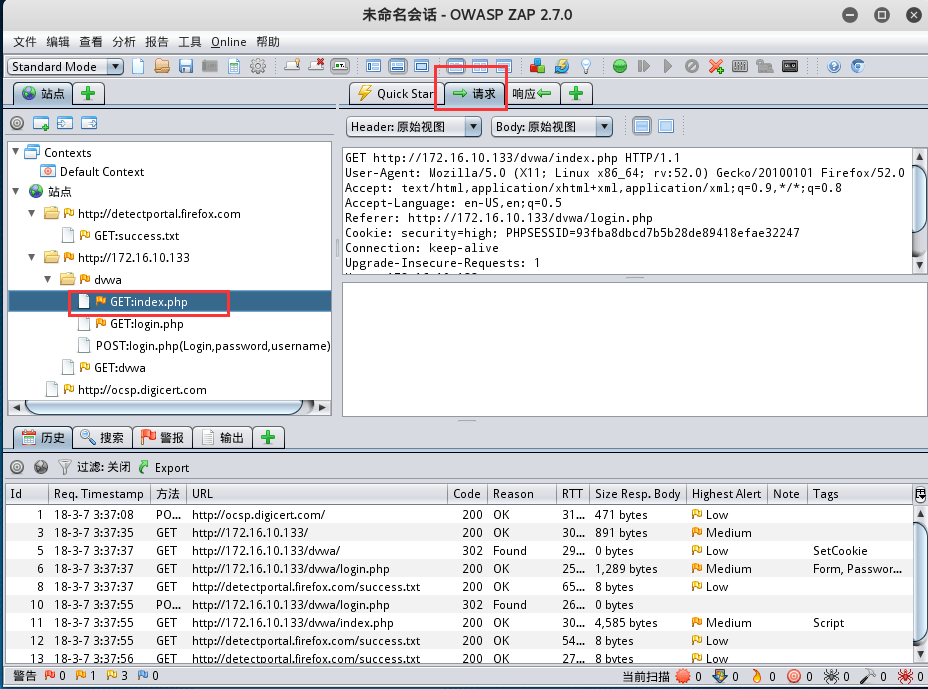 未命名会话 - OWASP ZAP 2.7.0
文件 编辑 查看 分析 报告 工具 Online 帮助
Standard Mode
站点
Quick Star 请求 响应
Header: 原始视图 Body: 原始视图
Contexts
Default Context
站点
http://detectportal.firefox.com
GET:success.txt
http://172.16.10.133
dvwa
GET:index.php
GET:login.php
POST:login.php(Login,password,username)
GET:dvwa
http://ocsp.digicert.com
GET http://172.16.10.133/dvwa/index.php HTTP/1.1
User-Agent: Mozilla/5.0 (X11; Linux x86_64; rv:52.0) Gecko/20100101 Firefox/52.0
Accept: text/html,application/xhtml+xml,application/xml;q=0.9,*/*;q=0.8
Accept-Language: en-US,en;q=0.5
Referer: http://172.16.10.133/dvwa/login.php
Cookie: security=high; PHPSESSID=93fba8dbcd7b5b28de89418efae32247
Connection: keep-alive
Upgrade-Insecure-Requests: 1
历史 搜索 警报 输出
过滤: 关闭 Export
Id Req. Timestamp 方法 URL Code Reason RTT Size Resp. Body Highest Alert Note Tags
1 18-3-7 3:37:08 PO... http://ocsp.digicert.com/ 200 OK 31... 471 bytes Low
3 18-3-7 3:37:35 GET http://172.16.10.133/ 200 OK 30... 891 bytes Medium
5 18-3-7 3:37:37 GET http://172.16.10.133/dvwa/ 302 Found 29... 0 bytes Low SetCookie
6 18-3-7 3:37:37 GET http://172.16.10.133/dvwa/login.php 200 OK 25... 1,289 bytes Medium Form, Passwor...
8 18-3-7 3:37:37 GET http://detectportal.firefox.com/success.txt 200 OK 65... 8 bytes Low
10 18-3-7 3:37:55 PO... http://172.16.10.133/dvwa/login.php 302 Found 26... 0 bytes
11 18-3-7 3:37:55 GET http://172.16.10.133/dvwa/index.php 200 OK 30... 4,585 bytes Medium Script
12 18-3-7 3:37:55 GET http://detectportal.firefox.com/success.txt 200 OK 54... 8 bytes Low
13 18-3-7 3:37:56 GET http://detectportal.firefox.com/success.txt 200 OK 27... 8 bytes Low
警告 0 1 3 0 当前扫描 0 0 0 0 0 0 0